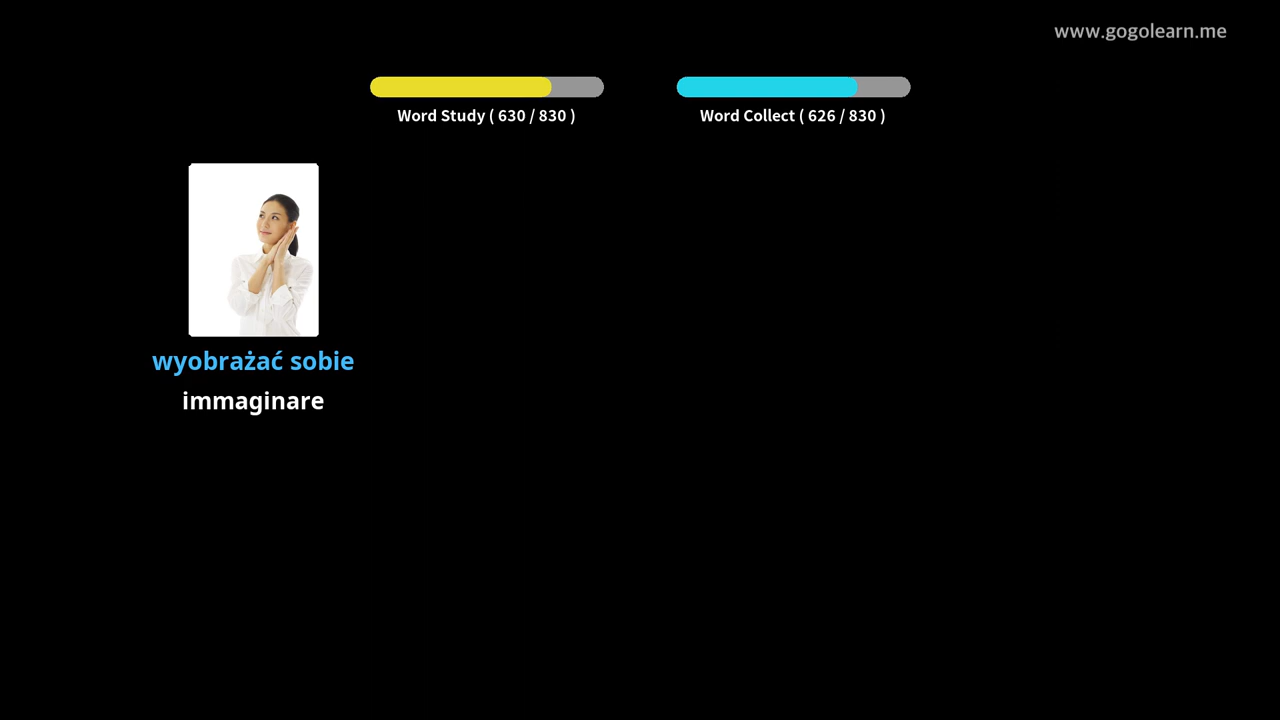 www.gogolearn.me
Word Study ( 630 / 830 )
Word Collect ( 626 / 830 )
wyobrażać sobie
immaginare